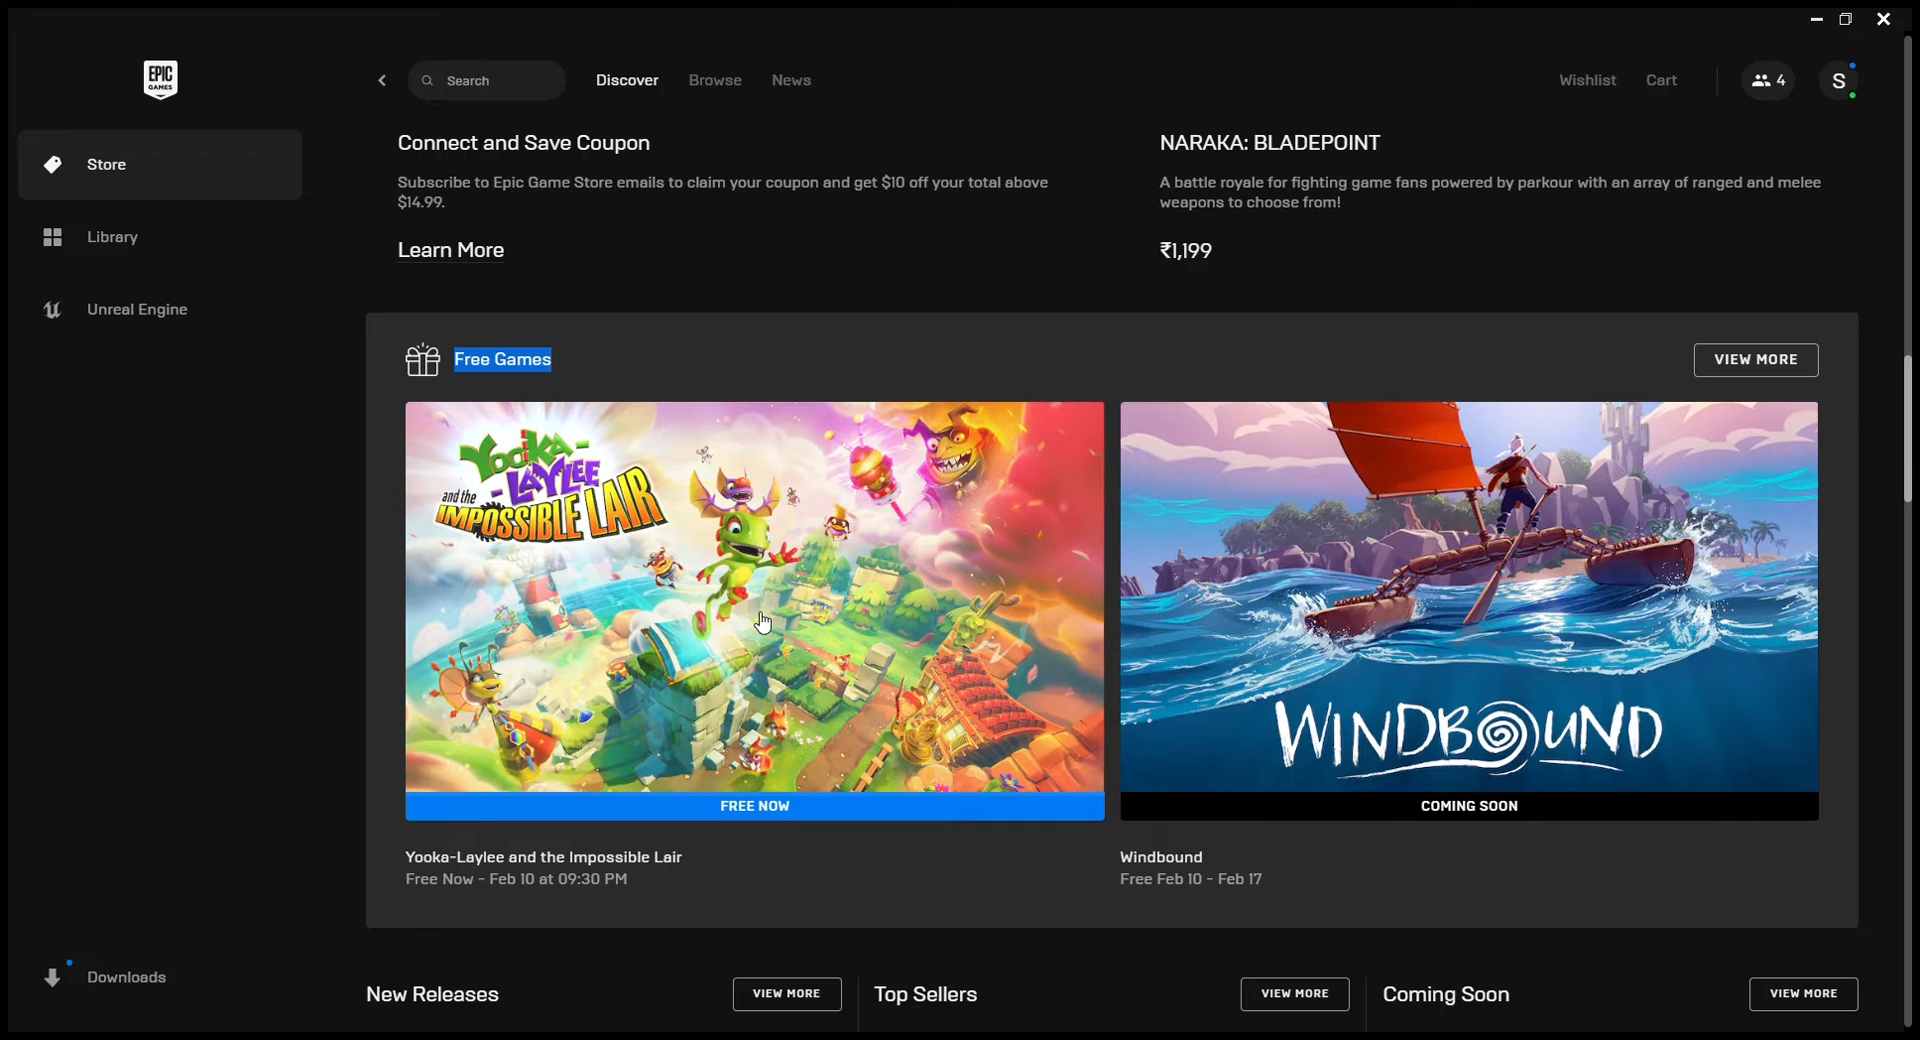 EPIC
GAMES
Search
Discover
Browse
News
Wishlist
Cart
4
S
Store
Library
Unreal Engine
Downloads
Connect and Save Coupon
Subscribe to Epic Game Store emails to claim your coupon and get $10 off your total above
$14.99.
Learn More
NARAKA: BLADEPOINT
A battle royale for fighting game fans powered by parkour with an array of ranged and melee
weapons to choose from!
₹1,199
Free Games
VIEW MORE
YOOKA-
-LAYLEE
and the
IMPOSSIBLE LAIR
FREE NOW
Yooka-Laylee and the Impossible Lair
Free Now - Feb 10 at 09:30 PM
WINDBOUND
COMING SOON
Windbound
Free Feb 10 - Feb 17
New Releases
VIEW MORE
Top Sellers
VIEW MORE
Coming Soon
VIEW MORE